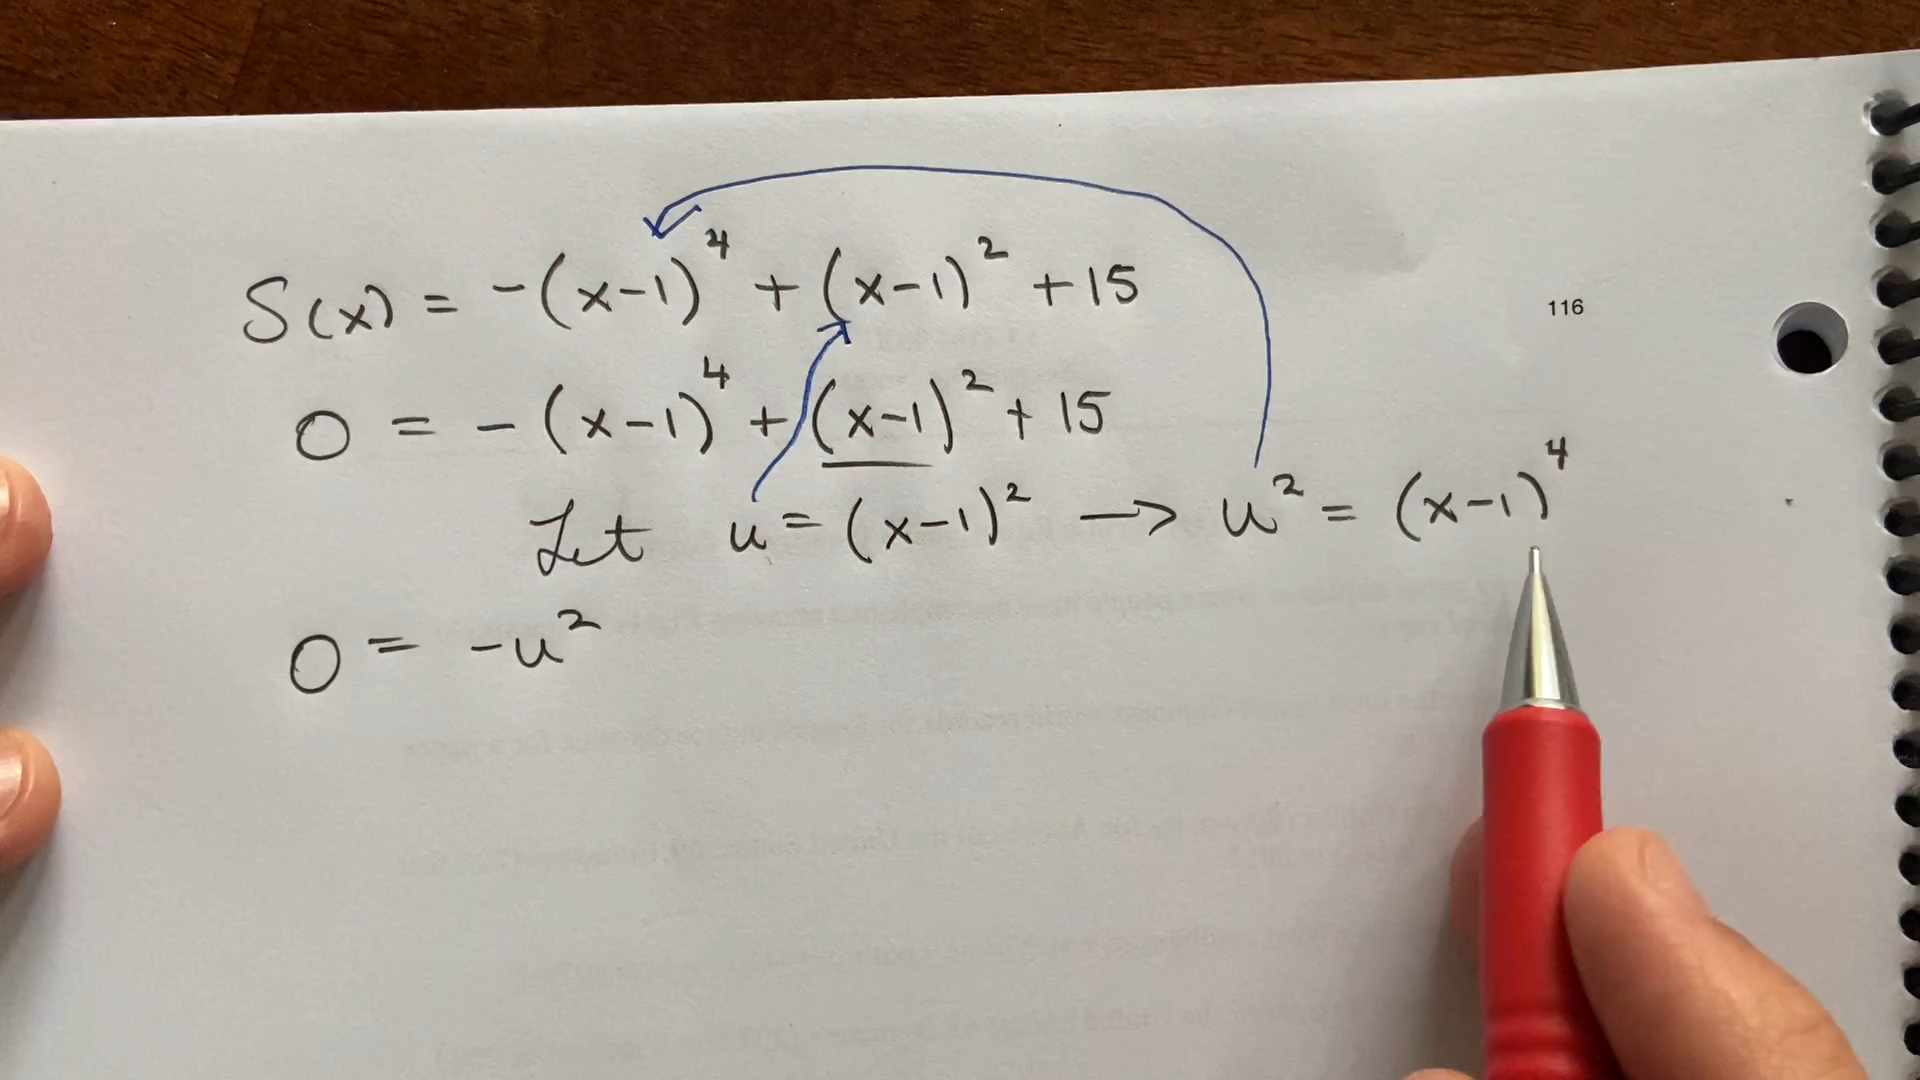 S(x) = -(x-1)⁴ + (x-1)² + 15
116
0 = -(x-1)⁴ + (x-1)² + 15
Let u = (x-1)² → u² = (x-1)⁴
0 = -u²